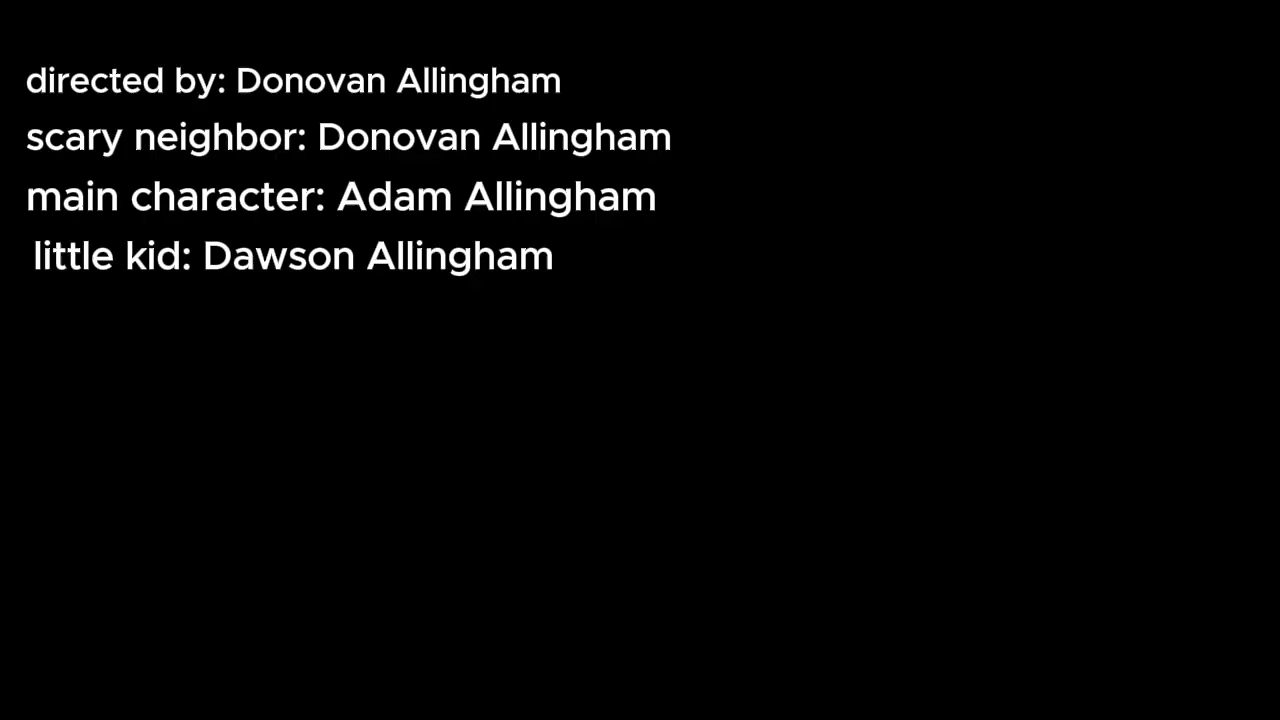 directed by: Donovan Allingham
scary neighbor: Donovan Allingham
main character: Adam Allingham
little kid: Dawson Allingham